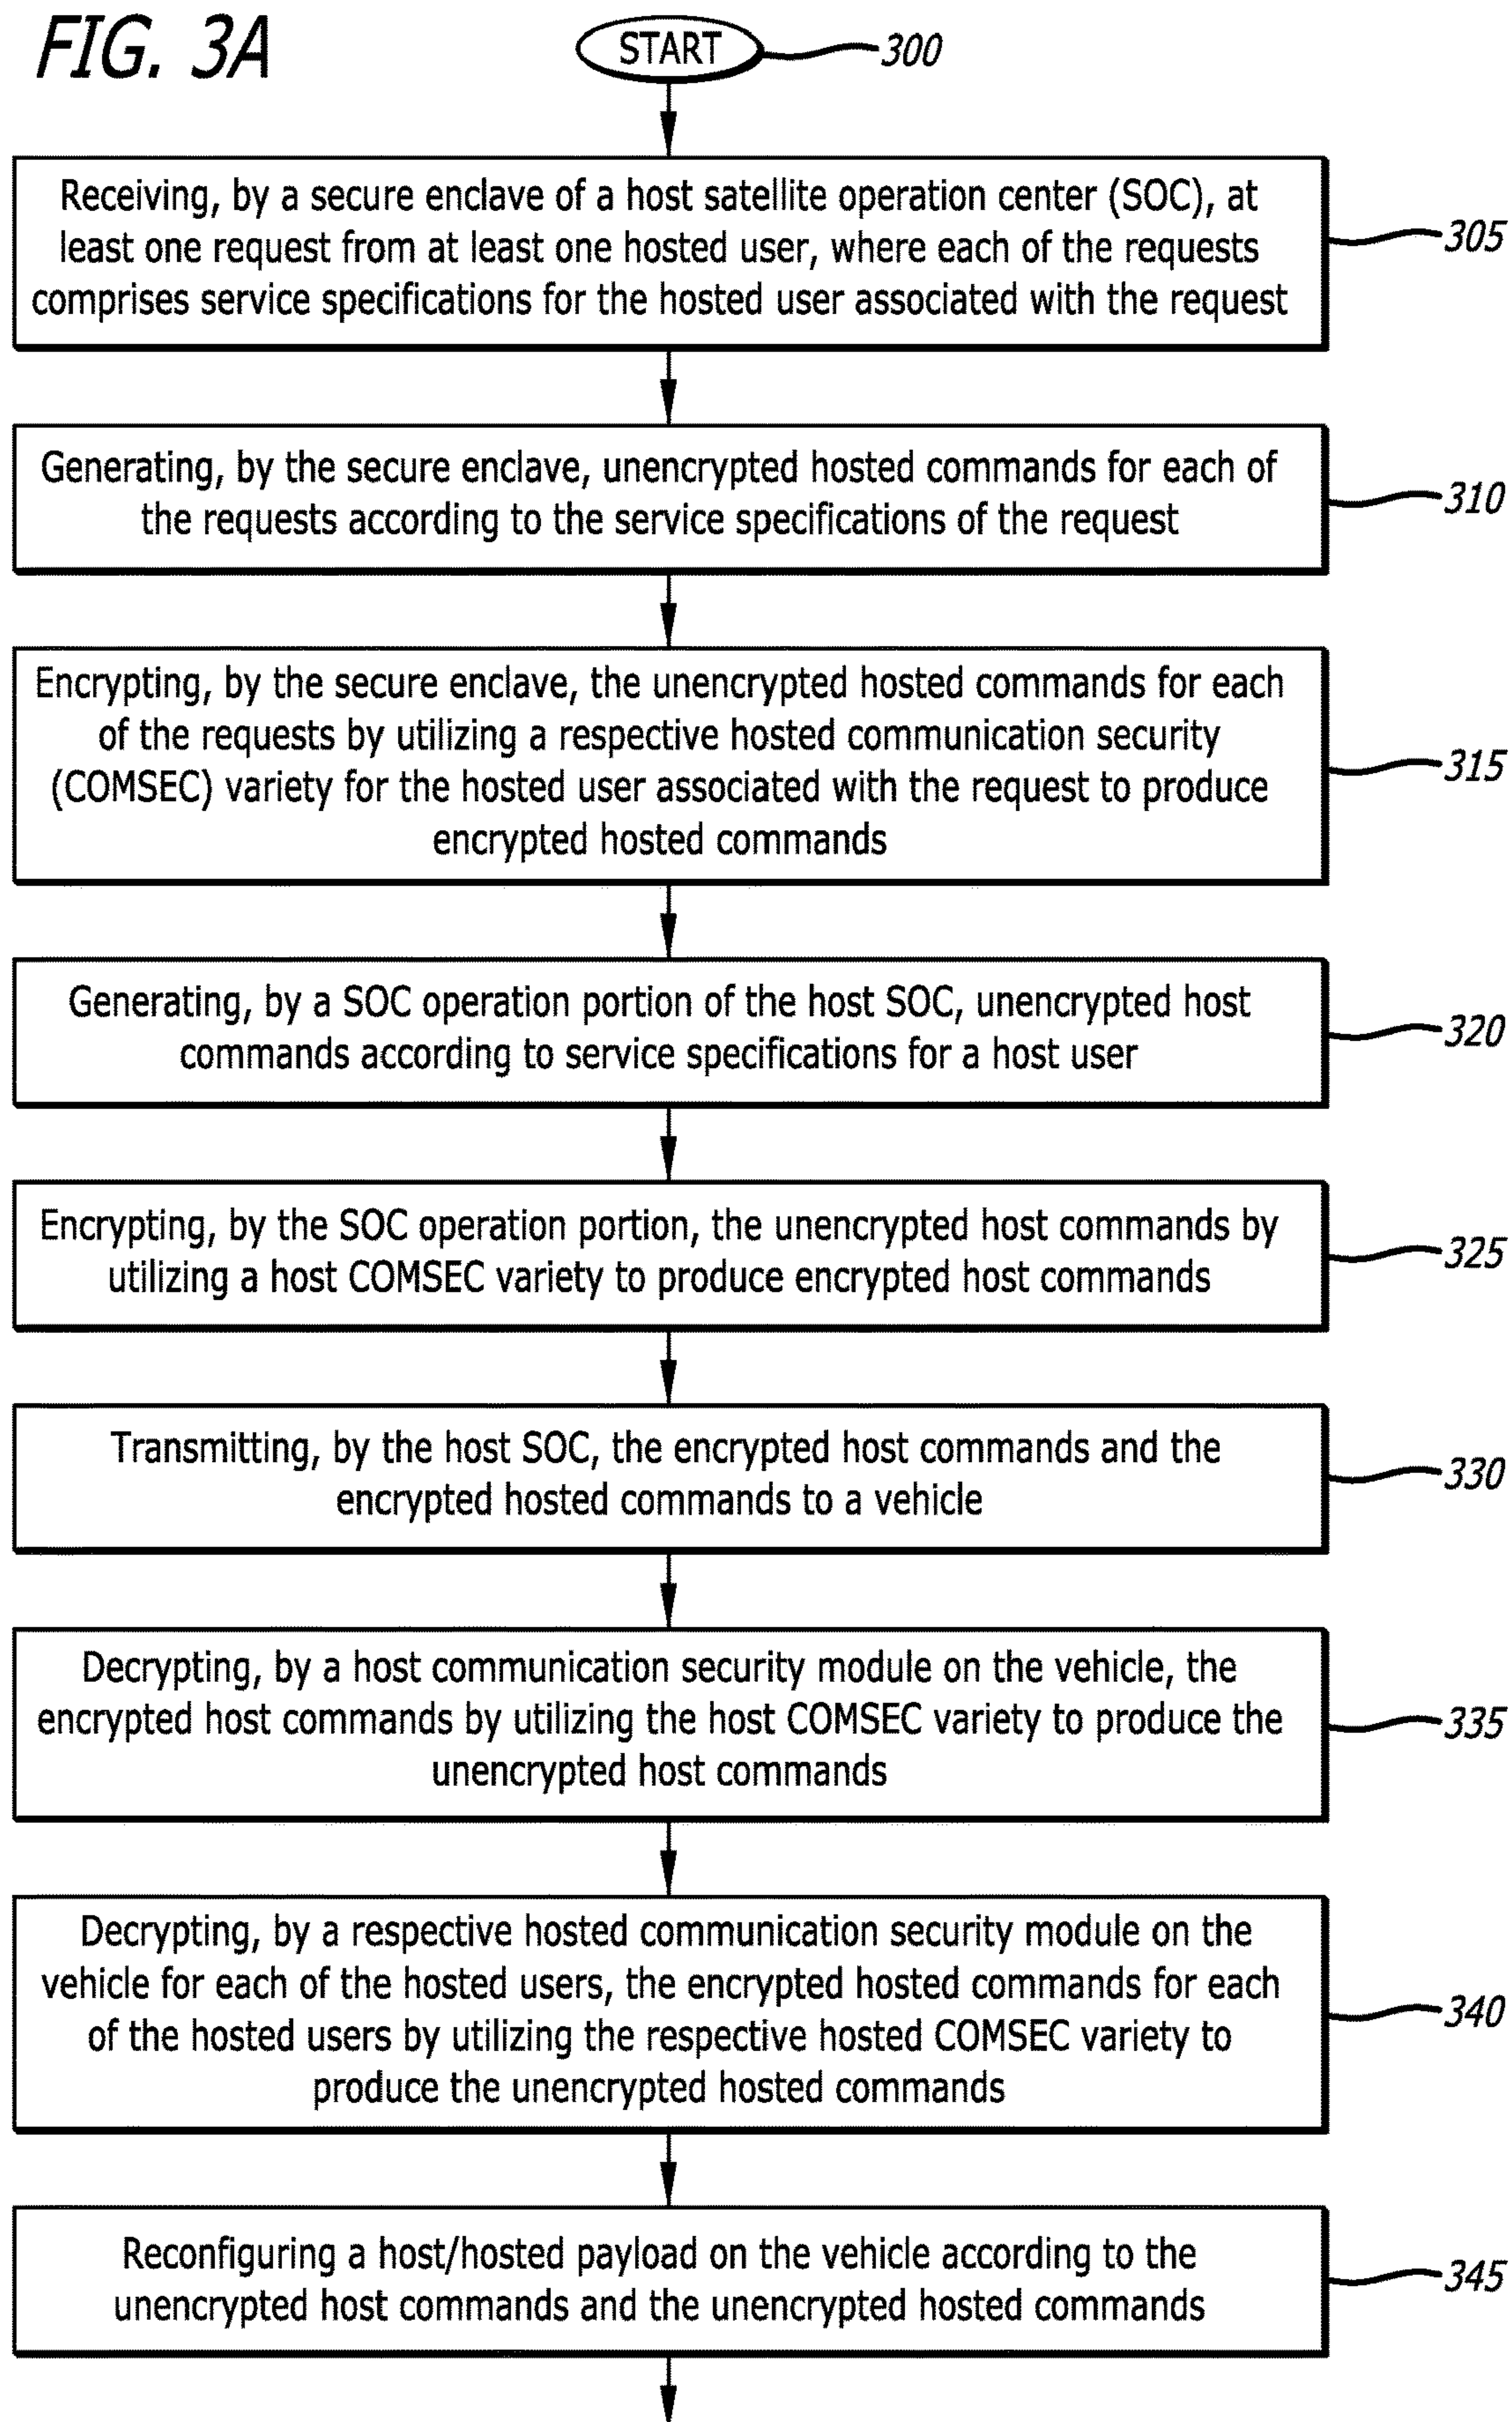 FIG. 3A
START
300
Receiving, by a secure enclave of a host satellite operation center (SOC), at
least one request from at least one hosted user, where each of the requests
comprises service specifications for the hosted user associated with the request
305
Generating, by the secure enclave, unencrypted hosted commands for each of
the requests according to the service specifications of the request
310
Encrypting, by the secure enclave, the unencrypted hosted commands for each
of the requests by utilizing a respective hosted communication security
(COMSEC) variety for the hosted user associated with the request to produce
encrypted hosted commands
315
Generating, by a SOC operation portion of the host SOC, unencrypted host
commands according to service specifications for a host user
320
Encrypting, by the SOC operation portion, the unencrypted host commands by
utilizing a host COMSEC variety to produce encrypted host commands
325
Transmitting, by the host SOC, the encrypted host commands and the
encrypted hosted commands to a vehicle
330
Decrypting, by a host communication security module on the vehicle, the
encrypted host commands by utilizing the host COMSEC variety to produce the
unencrypted host commands
335
Decrypting, by a respective hosted communication security module on the
vehicle for each of the hosted users, the encrypted hosted commands for each
of the hosted users by utilizing the respective hosted COMSEC variety to
produce the unencrypted hosted commands
340
Reconfiguring a host/hosted payload on the vehicle according to the
unencrypted host commands and the unencrypted hosted commands
345